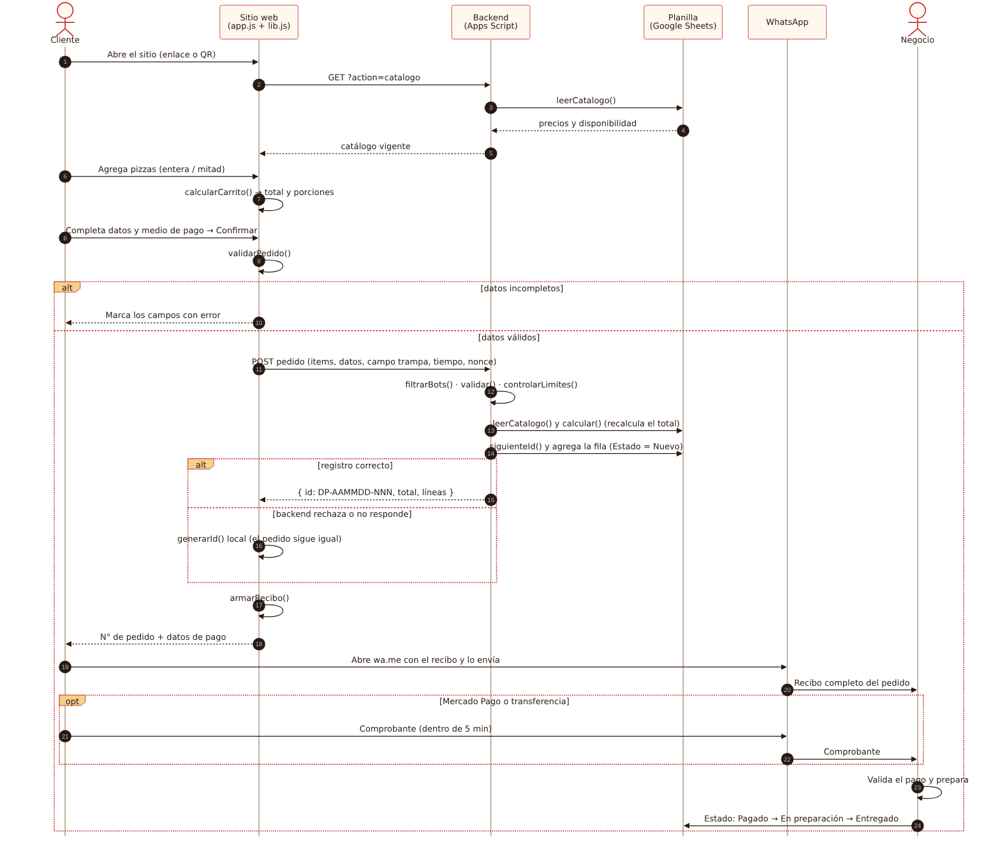 Cliente
Sitio web
(app.js + lib.js)
Backend
(Apps Script)
Planilla
(Google Sheets)
WhatsApp
Negocio
1
Abre el sitio (enlace o QR)
2
GET ?action=catalogo
3
leerCatalogo()
precios y disponibilidad
4
catálogo vigente
5
6
Agrega pizzas (entera / mitad)
calcularCarrito() → total y porciones
7
Completa datos y medio de pago → Confirmar
8
validarPedido()
9
alt
[datos incompletos]
Marca los campos con error
10
[datos válidos]
POST pedido (items, datos, campo trampa, tiempo, nonce)
11
filtrarBots() · validar() · controlarLimites()
12
leerCatalogo() y calcular() (recalcula el total)
13
siguienteId() y agrega la fila (Estado = Nuevo)
14
alt
[registro correcto]
{ id: DP-AAMMDD-NNN, total, líneas }
15
[backend rechaza o no responde]
generarId() local (el pedido sigue igual)
16
armarRecibo()
17
N° de pedido + datos de pago
18
Abre wa.me con el recibo y lo envía
19
Recibo completo del pedido
20
opt
[Mercado Pago o transferencia]
Comprobante (dentro de 5 min)
21
Comprobante
22
Valida el pago y prepara
23
Estado: Pagado → En preparación → Entregado
24